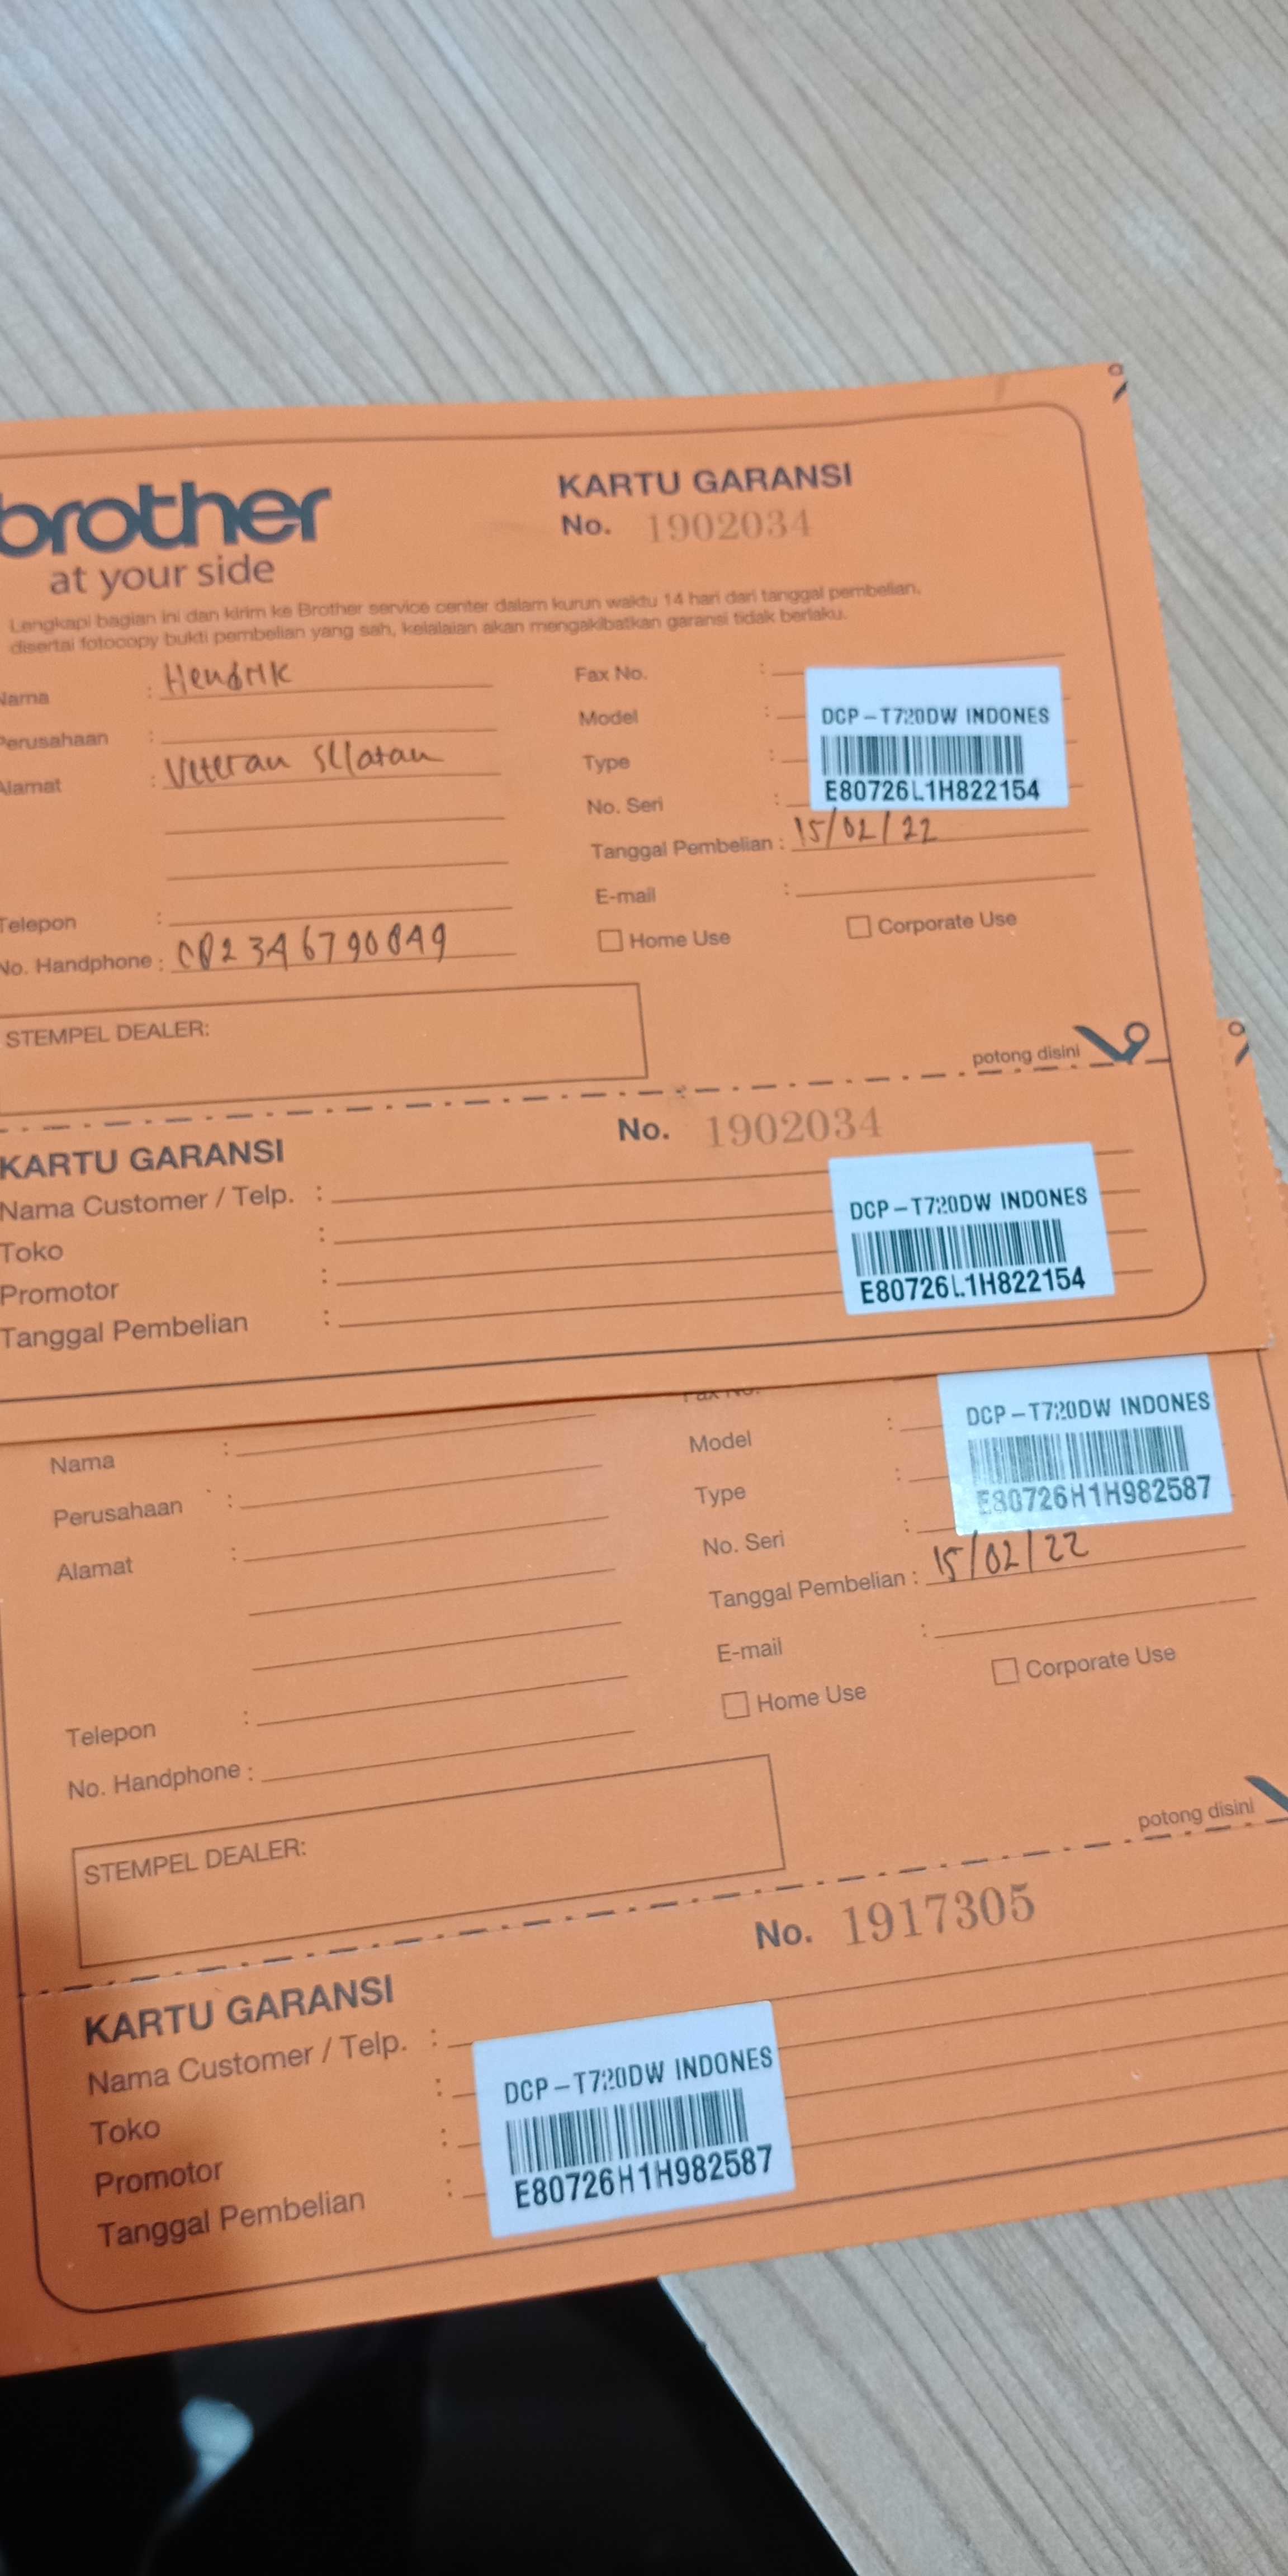 brother
at your side
KARTU GARANSI
No. 1902034
Lengkapi bagian ini dan kirim ke Brother service center dalam kurun waktu 14 hari dari tanggal pembelian,
disertai fotocopy bukti pembelian yang sah, kelalaian akan mengakibatkan garansi tidak berlaku.
Nama : Hendrik
Perusahaan :
Alamat : Veteran Sllatan
Telepon :
No. Handphone : 082346790849
Fax No. :
Model :
Type :
No. Seri :
DCP-T720DW INDONES
E80726L1H822154
Tanggal Pembelian : 15/02/22
E-mail :
Home Use
Corporate Use
STEMPEL DEALER:
potong disini
KARTU GARANSI
No. 1902034
Nama Customer / Telp. :
Toko :
Promotor :
Tanggal Pembelian :
DCP-T720DW INDONES
E80726L1H822154
Fax No.
Nama :
Perusahaan :
Alamat :
Telepon :
No. Handphone :
Model :
Type :
No. Seri :
DCP-T720DW INDONES
E80726H1H982587
Tanggal Pembelian : 15/02/22
E-mail :
Home Use
Corporate Use
STEMPEL DEALER:
potong disini
No. 1917305
KARTU GARANSI
Nama Customer / Telp. :
Toko :
Promotor :
Tanggal Pembelian :
DCP-T720DW INDONES
E80726H1H982587